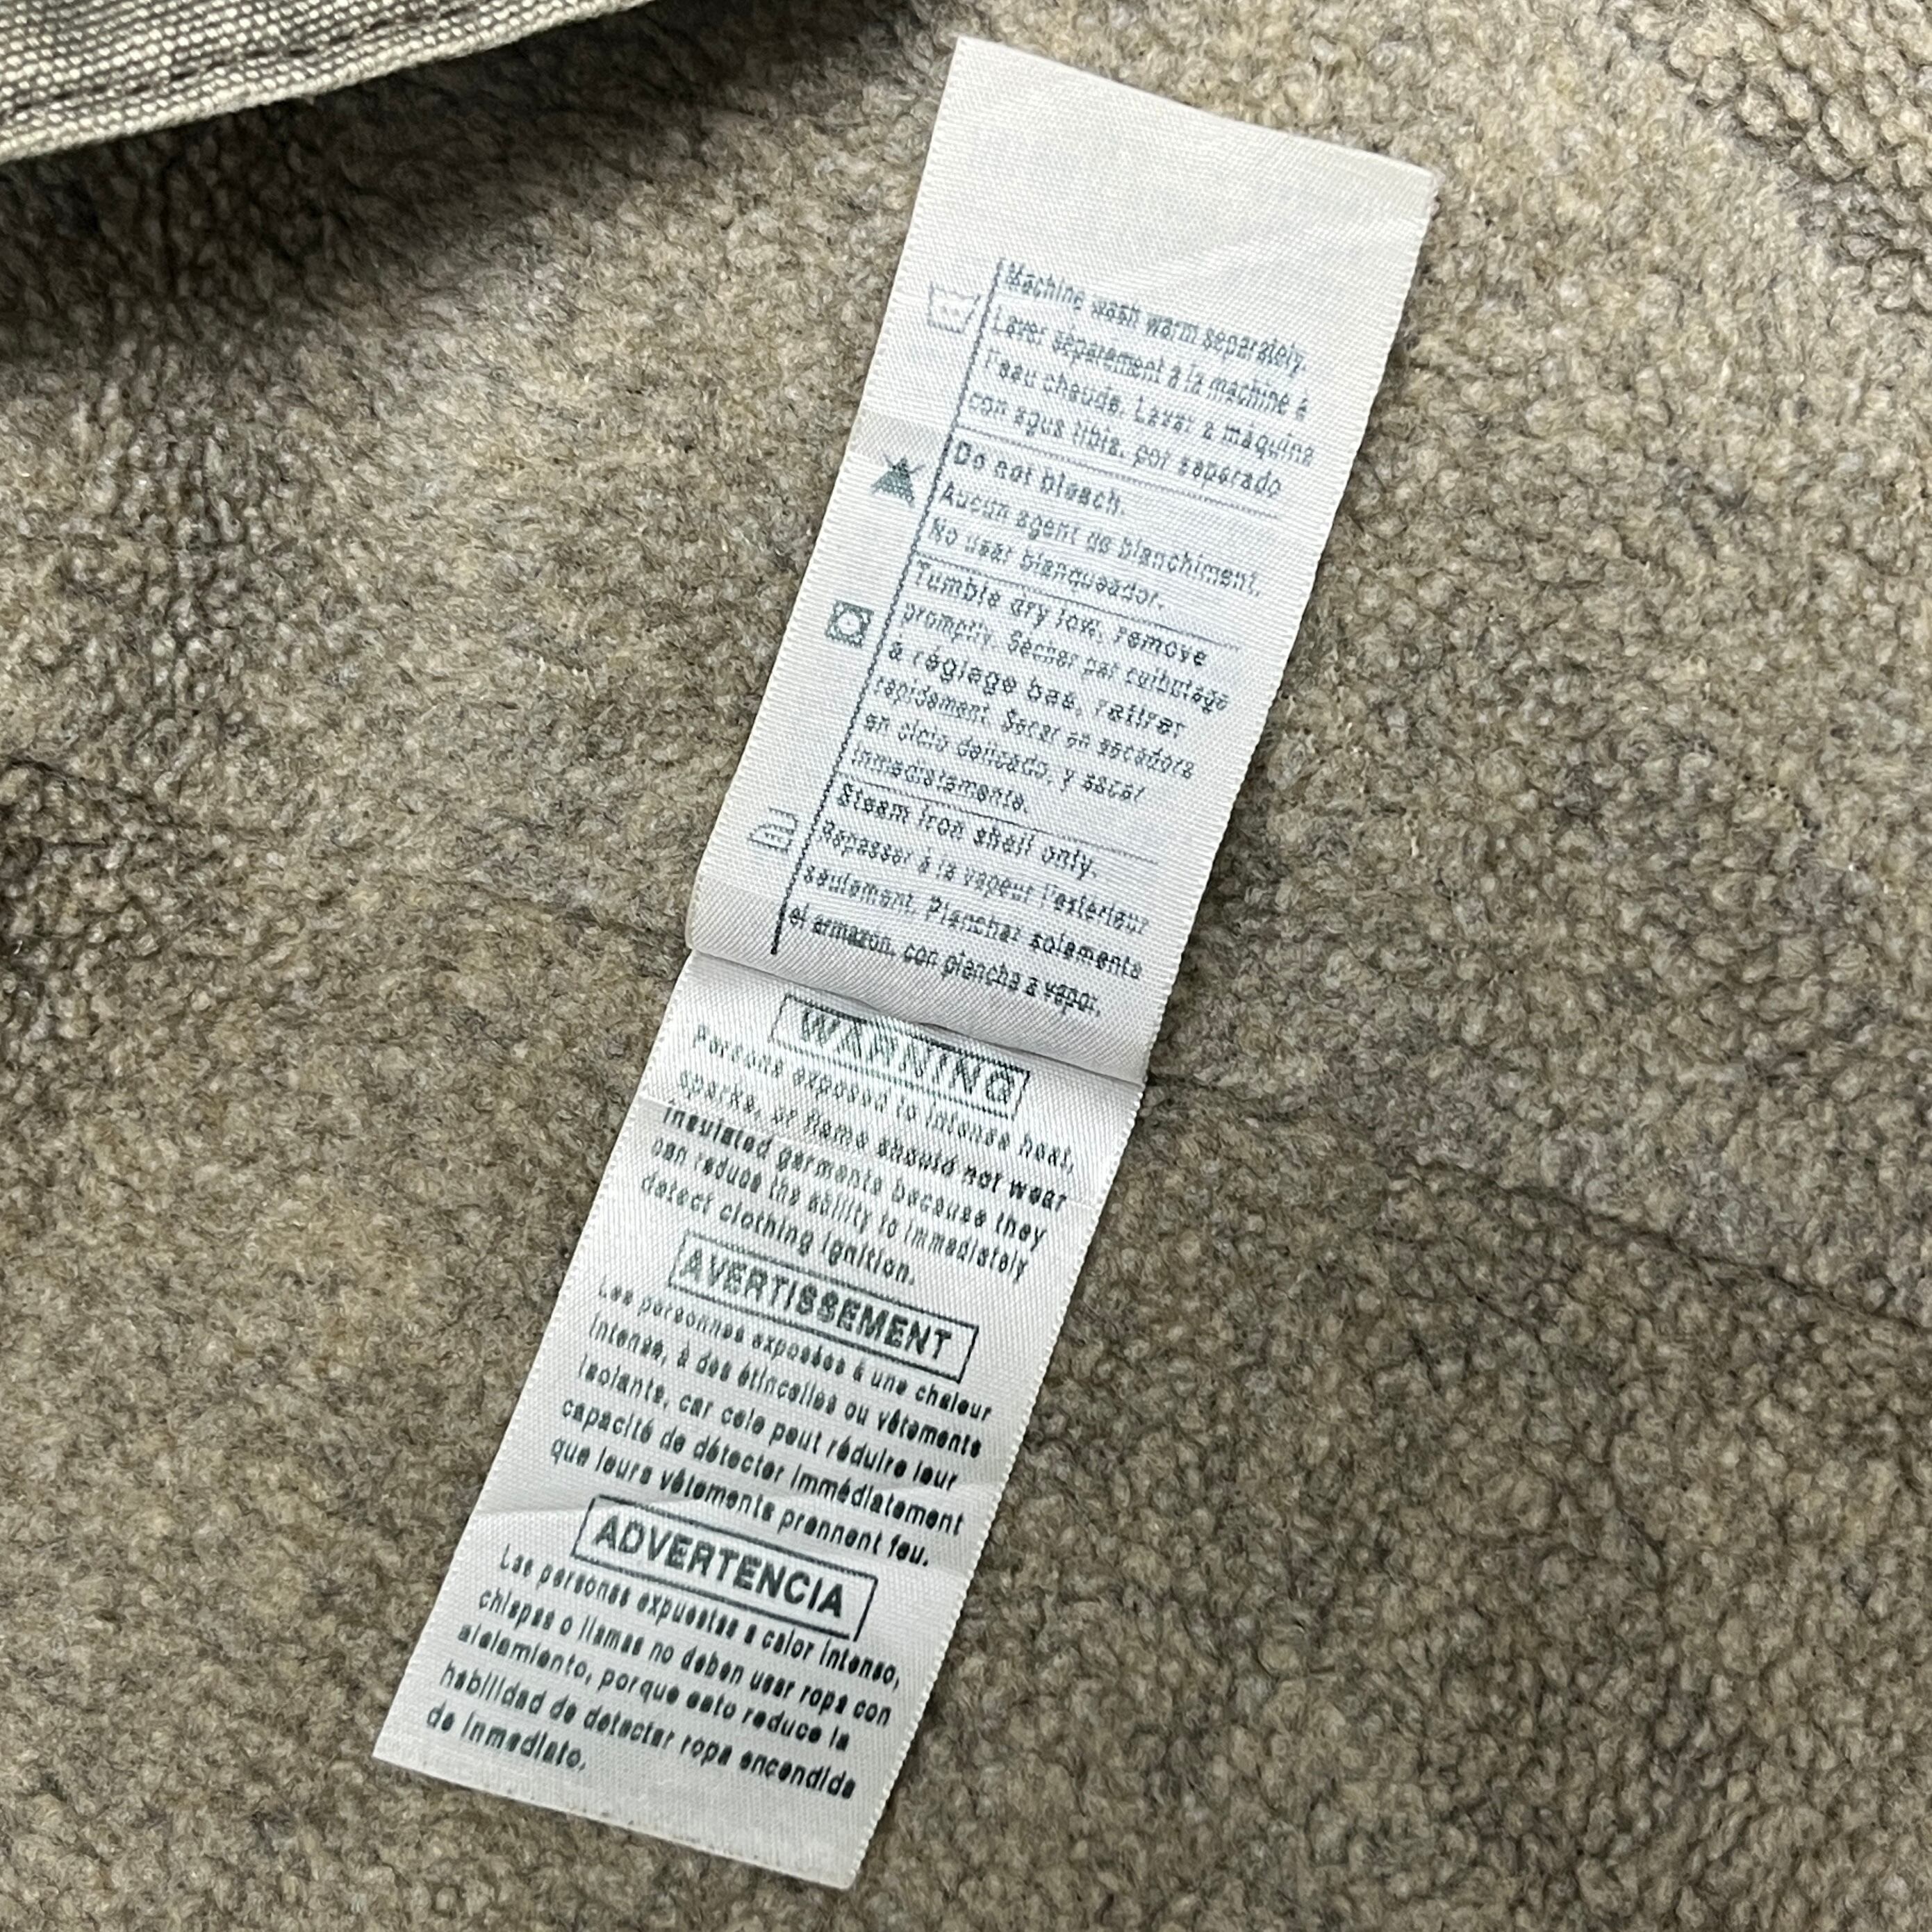 Machine wash warm separately.
Laver séparement à la machine à
l'eau chaude. Lavar a máquina
con agua tibia, por separado
Do not bleach.
Aucun agent de blanchiment.
No usar blanqueador.
Tumble dry low, remove
promptly. Sécher par culbutage
à réglage bas, retirer
rapidement. Secar en secadora
en ciclo delicado, y sacar
inmediatamente.
Steam iron shell only.
Repasser à la vapeur l'extérieur
seulement. Planchar solamente
el armazon, con plancha a vapor.
WARNING
Persons exposed to intense heat,
sparks, or flame should not wear
insulated garments because they
can reduce the ability to immediately
detect clothing ignition.
AVERTISSEMENT
Les personnes exposées à une chaleur
intense, à des étincelles ou vêtements
isolants, car cela peut réduire leur
capacité de détecter immédiatement
que leurs vêtements prennent feu.
ADVERTENCIA
Las personas expuestas a calor intenso,
chispas o llamas no deben usar ropa con
aislamiento, porque esto reduce la
habilidad de detectar ropa encendida
de inmediato.